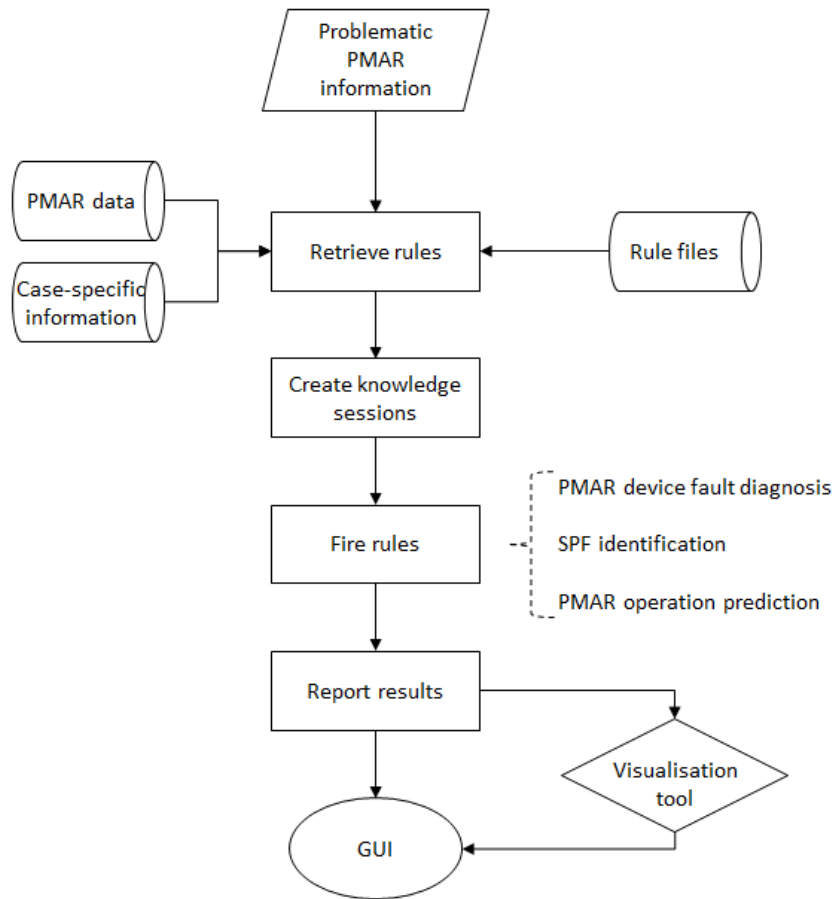 Problematic
PMAR
information
PMAR data
Retrieve rules
Rule files
Case-specific
information
Create knowledge
sessions
PMAR device fault diagnosis
Fire rules
SPF identification
PMAR operation prediction
Report results
Visualisation
tool
GUI